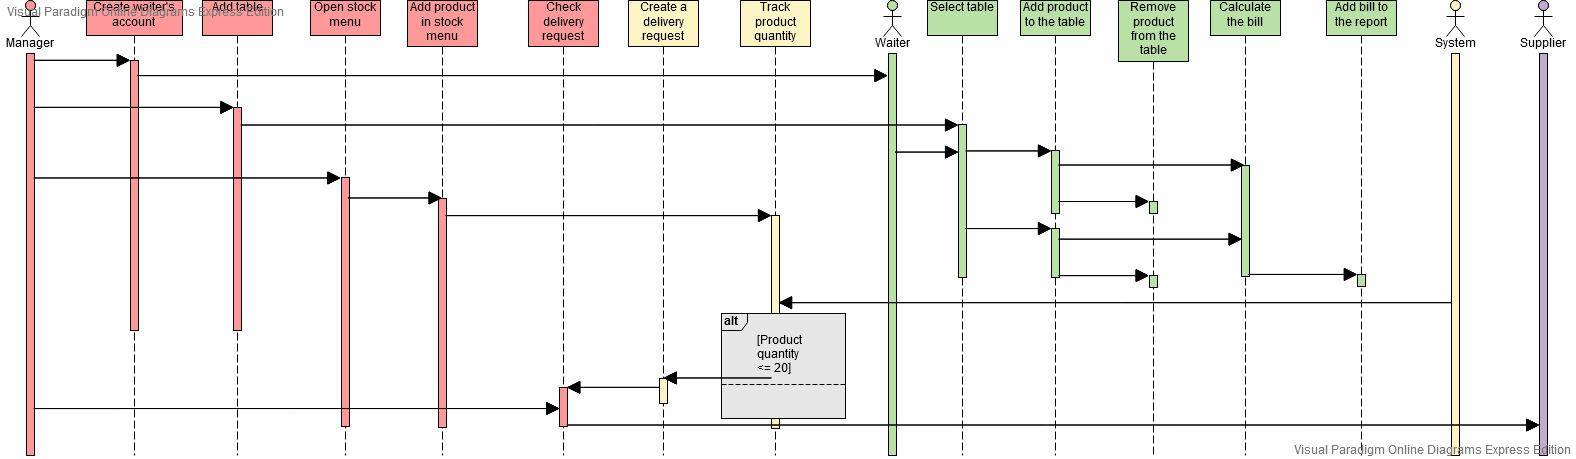 Create waiter's
account
Add table
Open stock
menu
Add product
in stock
menu
Check
delivery
request
Create a
delivery
request
Track
product
quantity
Select table
Add product
to the table
Remove
product
from the
table
Calculate
the bill
Add bill to
the report
Visual Paradigm Online Diagrams Express Edition
Manager
Waiter
System
Supplier
alt
[Product
quantity
<= 20]
Visual Paradigm Online Diagrams Express Edition